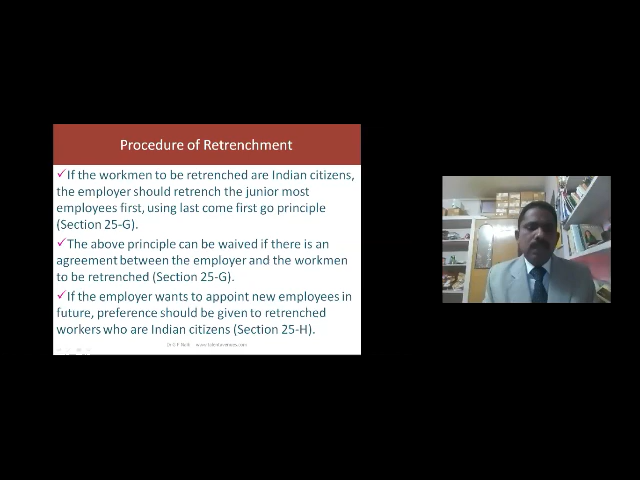 Procedure of Retrenchment
✓If the workmen to be retrenched are Indian citizens,
the employer should retrench the junior most
employees first, using last come first go principle
(Section 25-G).
✓The above principle can be waived if there is an
agreement between the employer and the workmen
to be retrenched (Section 25-G).
✓If the employer wants to appoint new employees in
future, preference should be given to retrenched
workers who are Indian citizens (Section 25-H).